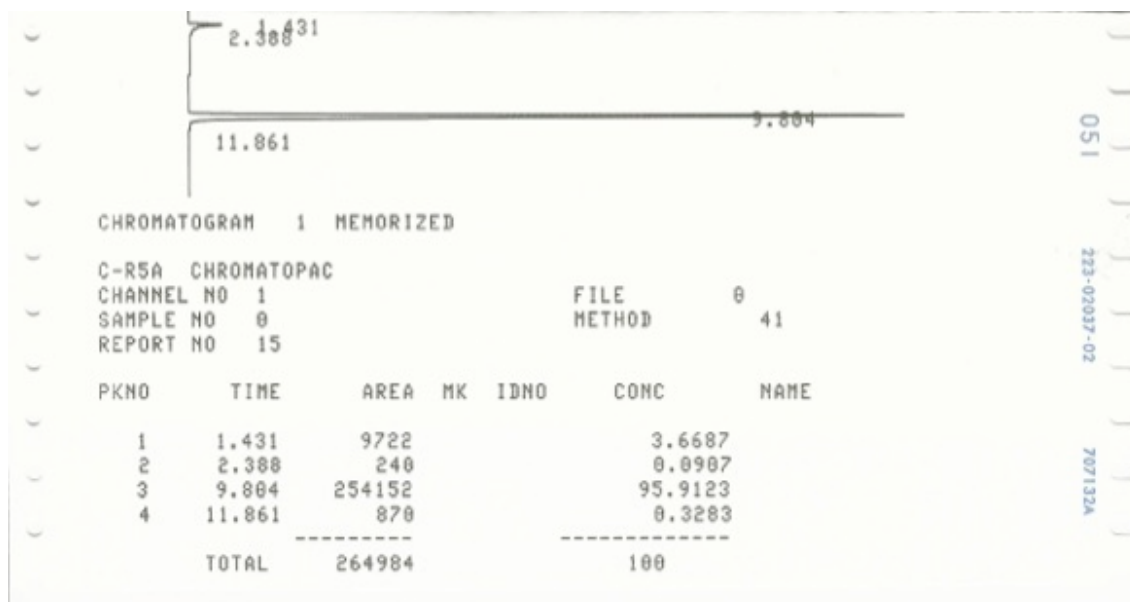 1.431
2.388
9.804
11.861
CHROMATOGRAM 1 MEMORIZED
C-R5A CHROMATOPAC
CHANNEL NO 1 FILE 0
SAMPLE NO 0 METHOD 41
REPORT NO 15
PKNO TIME AREA MK IDNO CONC NAME
1 1.431 9722 3.6687
2 2.388 240 0.0907
3 9.804 254152 95.9123
4 11.861 870 0.3283
TOTAL 264984 100
051
223-02037-02
707132A